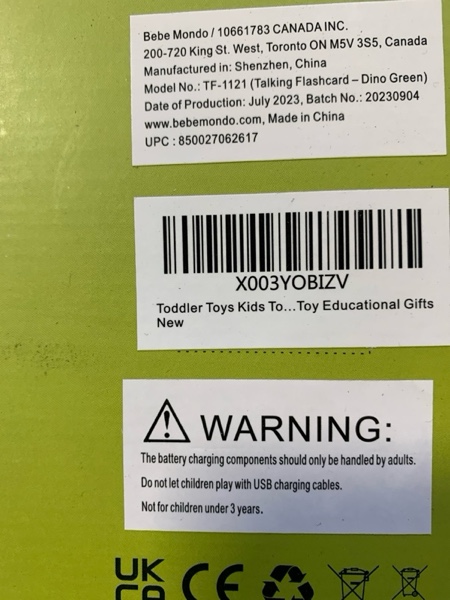 Bebe Mondo / 10661783 CANADA INC.
200-720 King St. West, Toronto ON M5V 3S5, Canada
Manufactured in: Shenzhen, China
Model No.: TF-1121 (Talking Flashcard – Dino Green)
Date of Production: July 2023, Batch No.: 20230904
www.bebemondo.com, Made in China
UPC : 850027062617
X003YOBIZV
Toddler Toys Kids To...Toy Educational Gifts
New
WARNING:
The battery charging components should only be handled by adults.
Do not let children play with USB charging cables.
Not for children under 3 years.
UK
CA CE